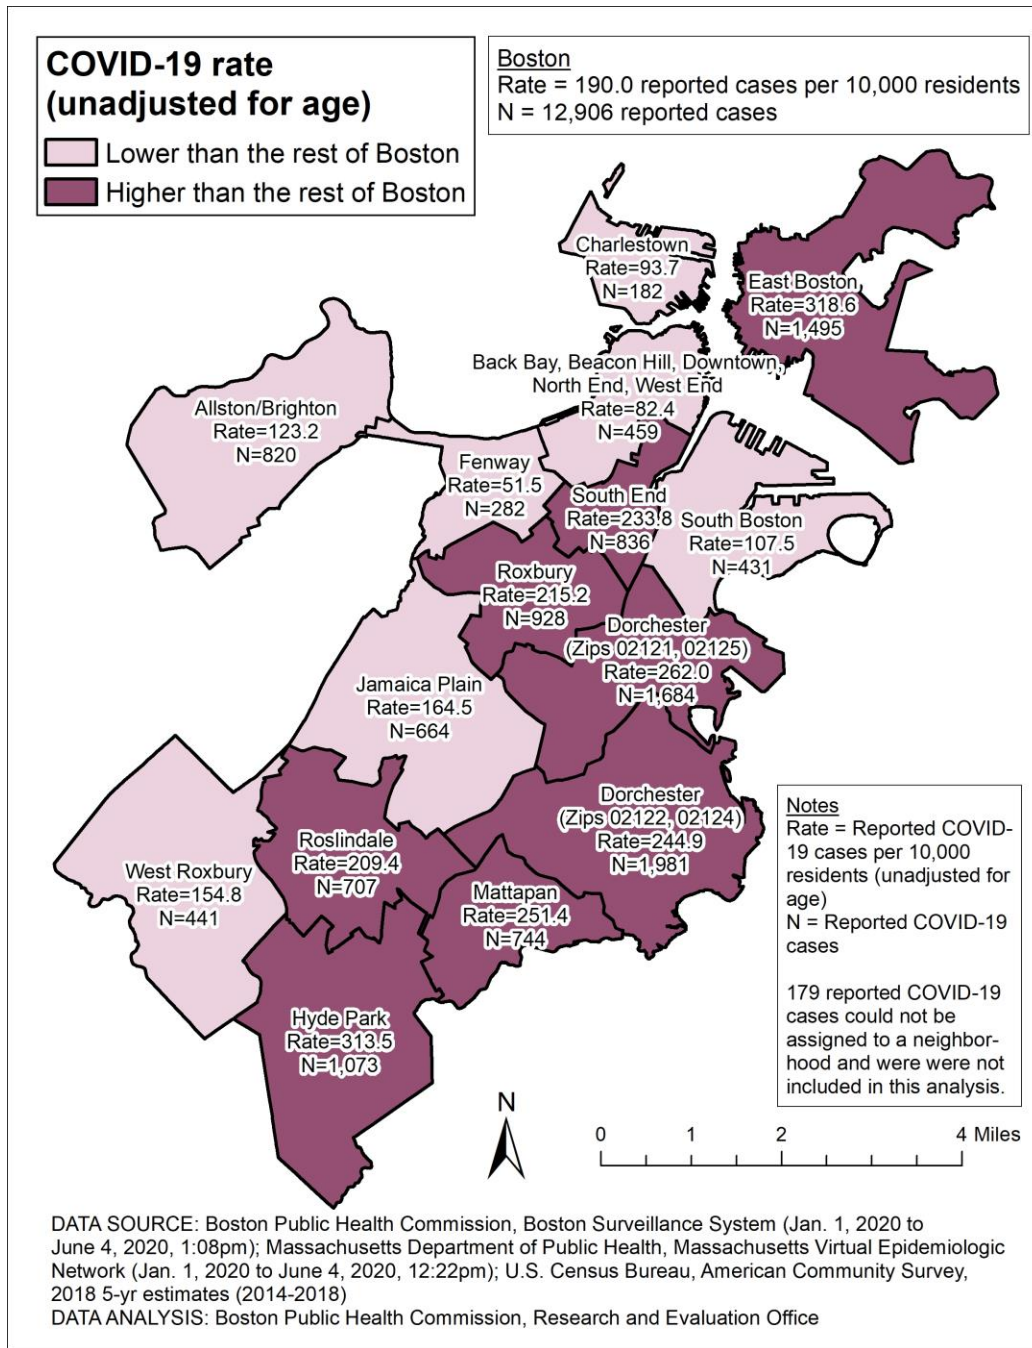 COVID-19 rate
(unadjusted for age)
Lower than the rest of Boston
Higher than the rest of Boston
Boston
Rate = 190.0 reported cases per 10,000 residents
N = 12,906 reported cases
Charlestown
Rate=93.7
N=182
East Boston
Rate=318.6
N=1,495
Back Bay, Beacon Hill, Downtown,
North End, West End
Rate=82.4
N=459
Allston/Brighton
Rate=123.2
N=820
Fenway
Rate=51.5
N=282
South End
Rate=233.8
N=836
South Boston
Rate=107.5
N=431
Roxbury
Rate=215.2
N=928
Dorchester
(Zips 02121, 02125)
Rate=262.0
N=1,684
Jamaica Plain
Rate=164.5
N=664
Dorchester
(Zips 02122, 02124)
Rate=244.9
N=1,981
West Roxbury
Rate=154.8
N=441
Roslindale
Rate=209.4
N=707
Mattapan
Rate=251.4
N=744
Hyde Park
Rate=313.5
N=1,073
Notes
Rate = Reported COVID-
19 cases per 10,000
residents (unadjusted for
age)
N = Reported COVID-19
cases
179 reported COVID-19
cases could not be
assigned to a neighbor-
hood and were were not
included in this analysis.
N
0 1 2 4 Miles
DATA SOURCE: Boston Public Health Commission, Boston Surveillance System (Jan. 1, 2020 to
June 4, 2020, 1:08pm); Massachusetts Department of Public Health, Massachusetts Virtual Epidemiologic
Network (Jan. 1, 2020 to June 4, 2020, 12:22pm); U.S. Census Bureau, American Community Survey,
2018 5-yr estimates (2014-2018)
DATA ANALYSIS: Boston Public Health Commission, Research and Evaluation Office